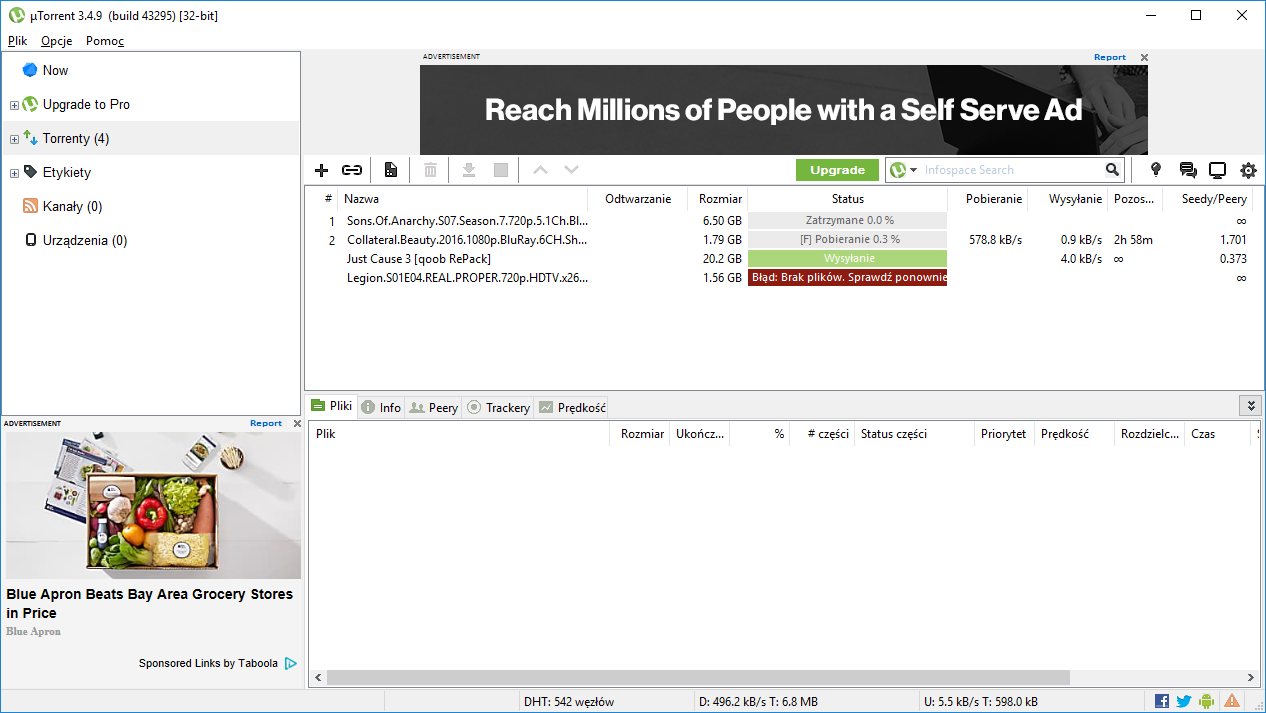 µTorrent 3.4.9 (build 43295) [32-bit]
Plik Opcje Pomoc
Now
Upgrade to Pro
Torrenty (4)
Etykiety
Kanały (0)
Urządzenia (0)
ADVERTISEMENT Report
Reach Millions of People with a Self Serve Ad
Upgrade Infospace Search
# Nazwa Odtwarzanie Rozmiar Status Pobieranie Wysyłanie Pozos... Seedy/Peery
1 Sons.Of.Anarchy.S07.Season.7.720p.5.1Ch.Bl... 6.50 GB Zatrzymane 0.0 % ∞
2 Collateral.Beauty.2016.1080p.BluRay.6CH.Sh... 1.79 GB [F] Pobieranie 0.3 % 578.8 kB/s 0.9 kB/s 2h 58m 1.701
Just Cause 3 [qoob RePack] 20.2 GB Wysyłanie 4.0 kB/s ∞ 0.373
Legion.S01E04.REAL.PROPER.720p.HDTV.x26... 1.56 GB Błąd: Brak plików. Sprawdź ponownie ∞
Pliki Info Peery Trackery Prędkość
Plik Rozmiar Ukończ... % # części Status części Priorytet Prędkość Rozdzielc... Czas
ADVERTISEMENT Report
Blue Apron Beats Bay Area Grocery Stores
in Price
Blue Apron
Sponsored Links by Taboola
DHT: 542 węzłów D: 496.2 kB/s T: 6.8 MB U: 5.5 kB/s T: 598.0 kB